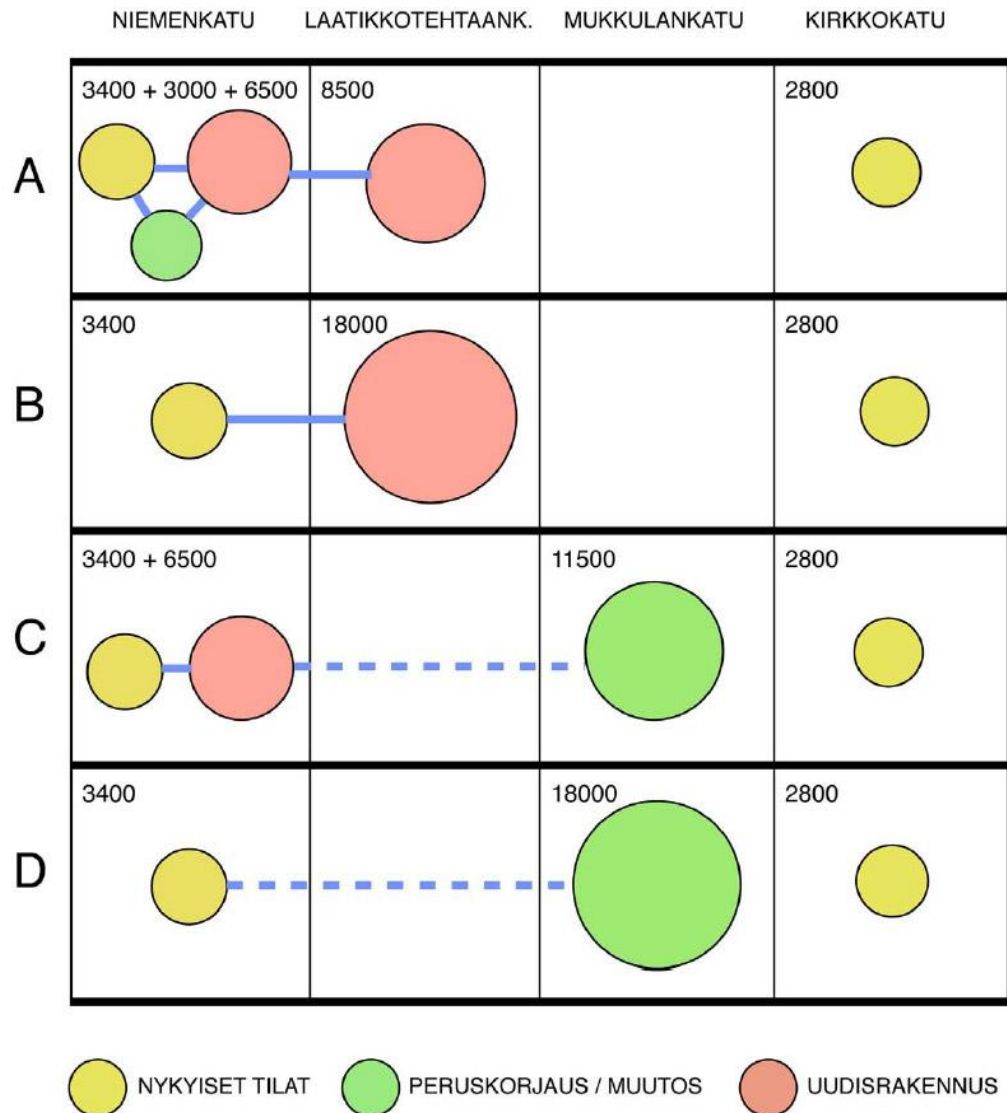 NIEMENKATU LAATIKKOTEHTAANK. MUKKULANKATU KIRKKOKATU
A
3400 + 3000 + 6500 8500 2800
B
3400 18000 2800
C
3400 + 6500 11500 2800
D
3400 18000 2800
NYKYISET TILAT PERUSKORJAUS / MUUTOS UUDISRAKENNUS